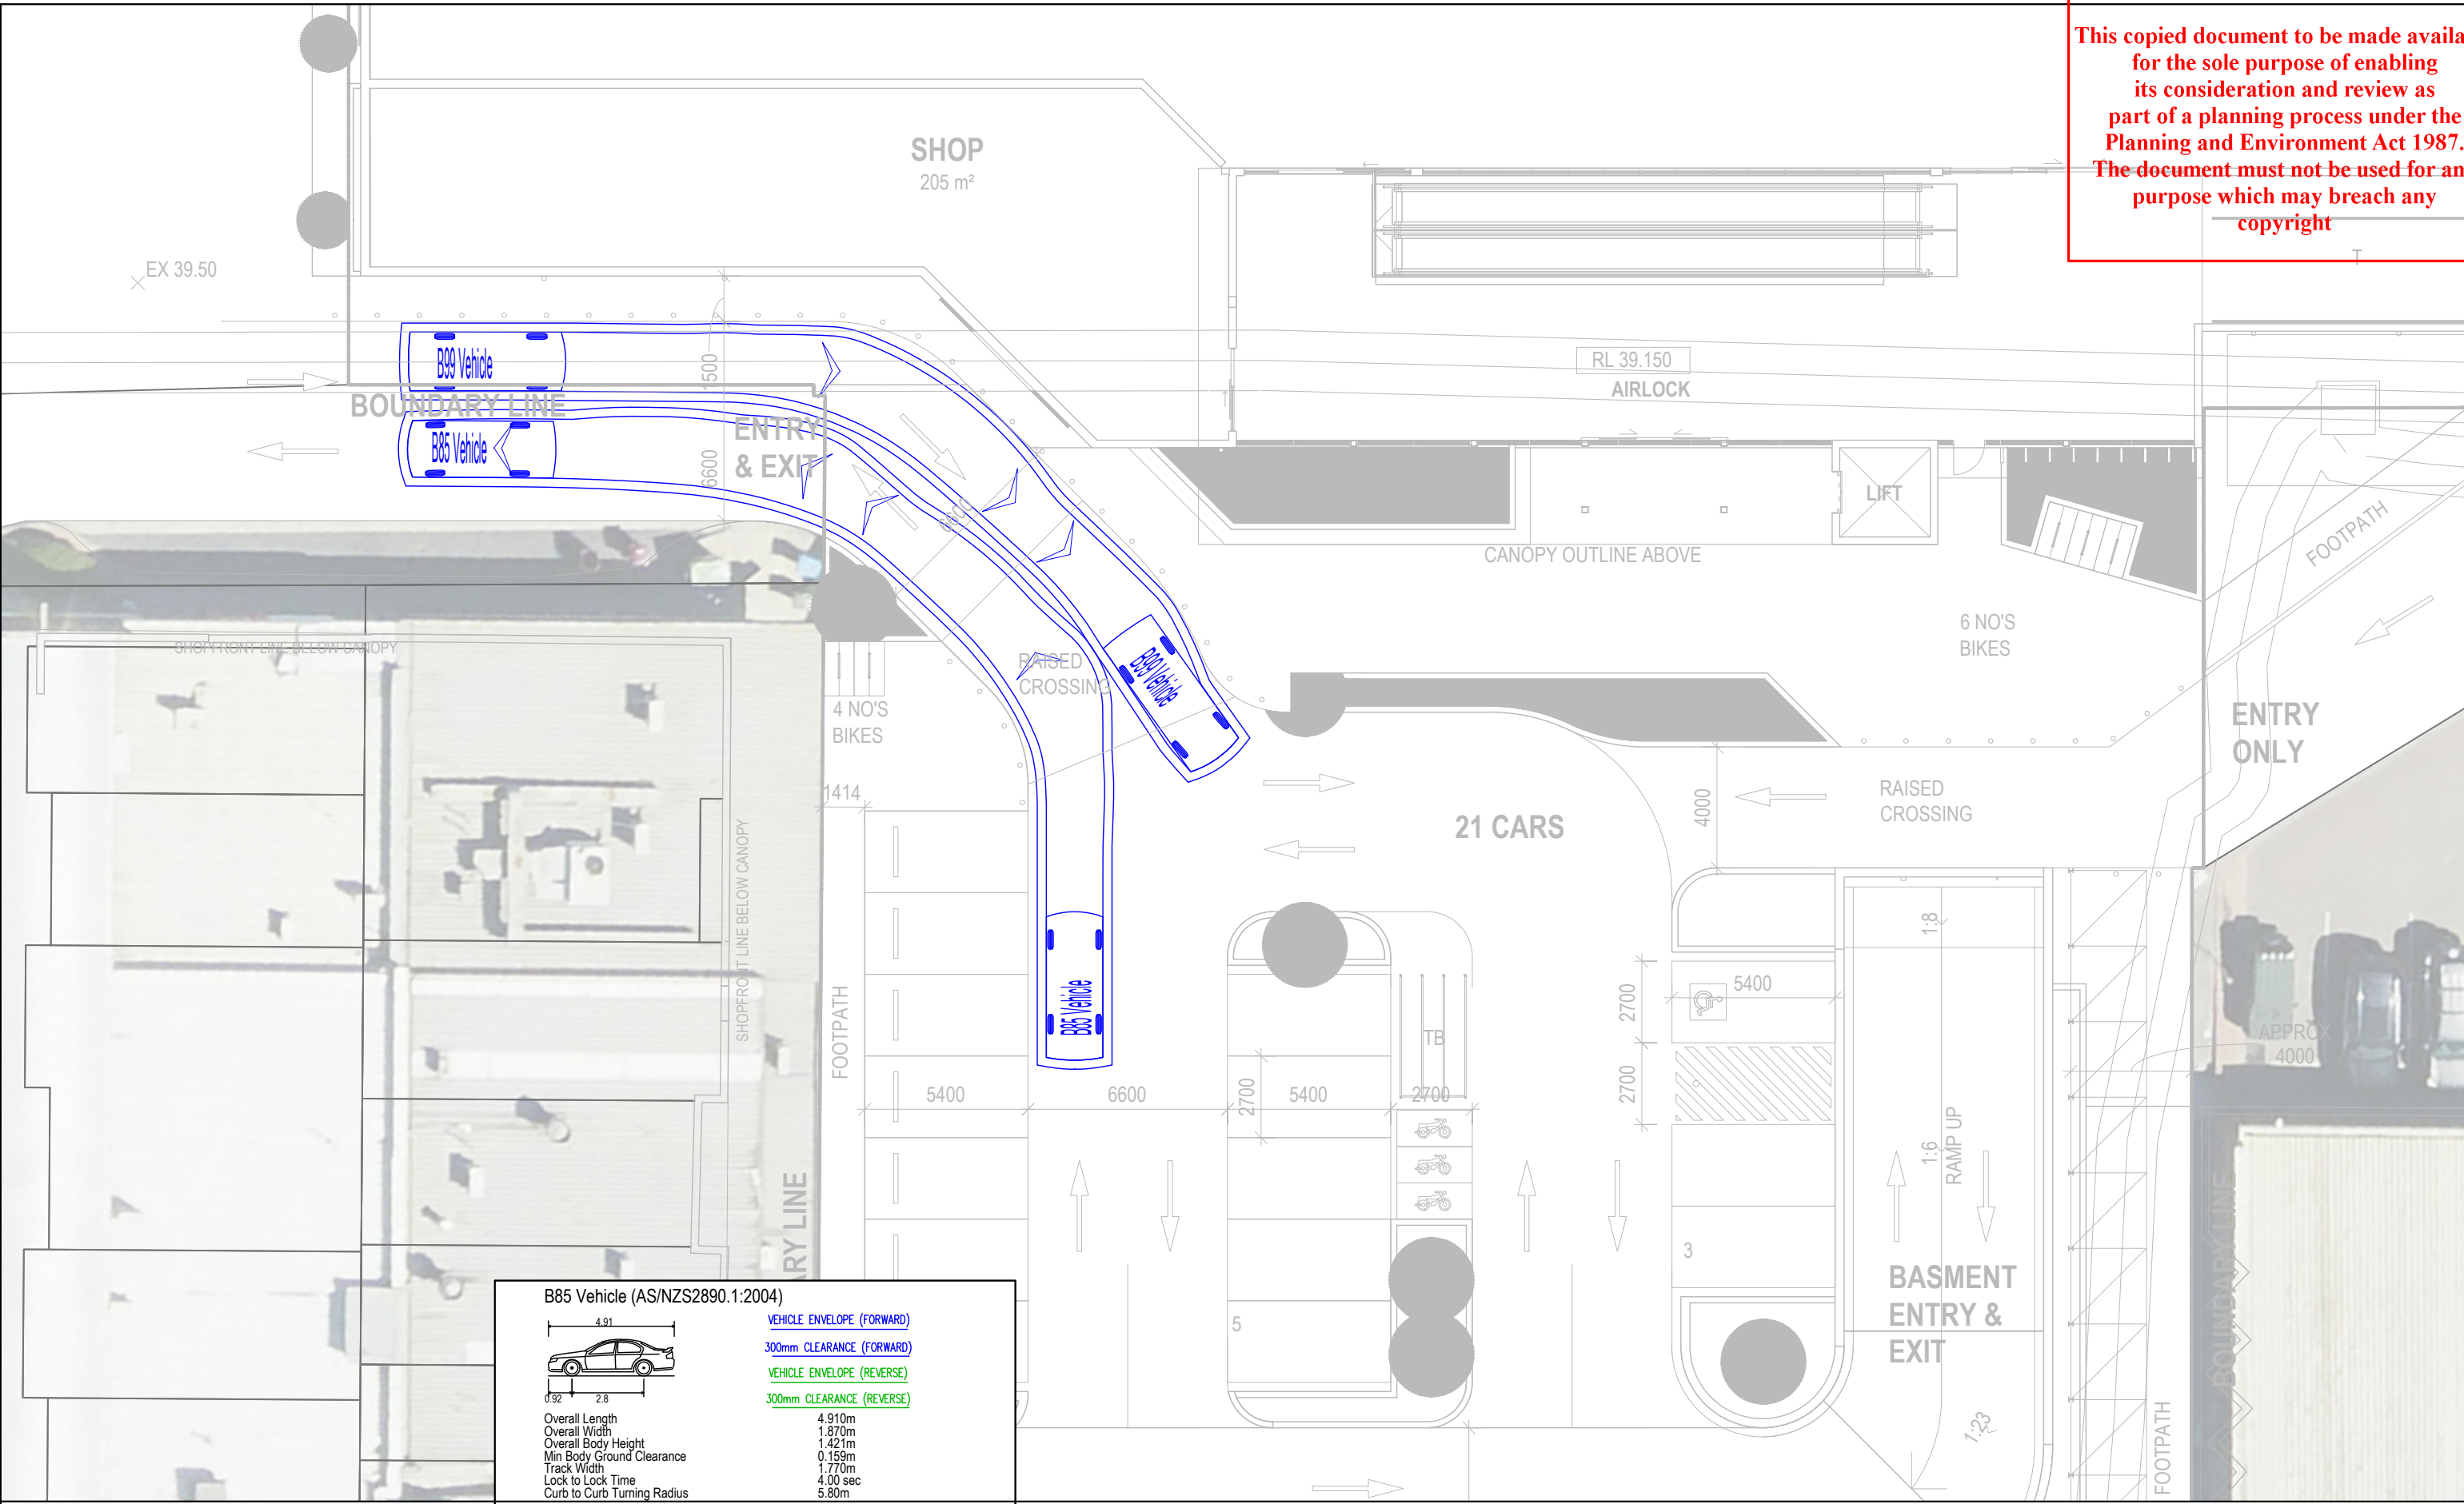 This copied document to be made
for the sole purpose of enabling
its consideration and review as
part of a planning process under the
Planning and Environment Act 1987.
The document must not be used for
purpose which may breach any
copyright
SHOP
205 m²
T
EX 39.50
B99 Vehicle
1500
RL 39.150
AIRLOCK
BOUNDARY LINE
B85 Vehicle
ENTRY
& EXIT
6600
6600
LIFT
CANOPY OUTLINE ABOVE
FOOTPATH
6 NO'S
BIKES
SHOPFRONT LINE BELOW CANOPY
RAISED
CROSSING
B99 Vehicle
4 NO'S
BIKES
ENTRY
ONLY
1414
21 CARS
4000
RAISED
CROSSING
SHOPFRONT LINE BELOW CANOPY
FOOTPATH
B85 Vehicle
1:8
2700
5400
TB
APPROX
4000
5400
6600
2700
5400
2700
2700
1:6
RAMP UP
3
BASMENT
ENTRY &
EXIT
BOUNDARY LINE
ARY LINE
5
1:23
FOOTPATH
B85 Vehicle (AS/NZS2890.1:2004)
4.91
0.92 2.8
VEHICLE ENVELOPE (FORWARD)
300mm CLEARANCE (FORWARD)
VEHICLE ENVELOPE (REVERSE)
300mm CLEARANCE (REVERSE)
Overall Length 4.910m
Overall Width 1.870m
Overall Body Height 1.421m
Min Body Ground Clearance 0.159m
Track Width 1.770m
Lock to Lock Time 4.00 sec
Curb to Curb Turning Radius 5.80m